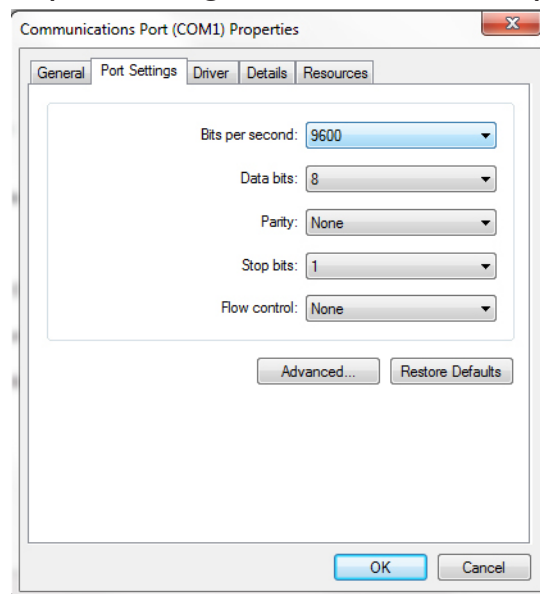 Communications Port (COM1) Properties
General Port Settings Driver Details Resources
Bits per second: 9600
Data bits: 8
Parity: None
Stop bits: 1
Flow control: None
Advanced... Restore Defaults
OK Cancel